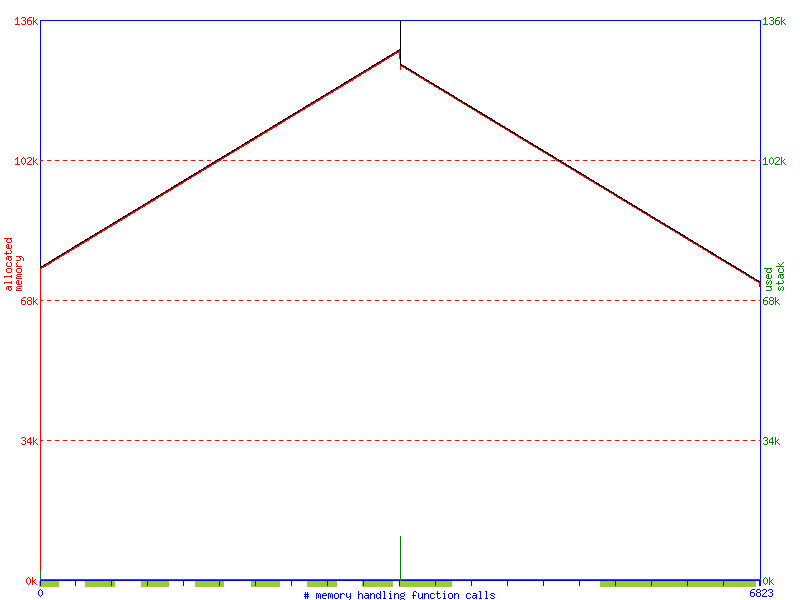 136k
136k
102k
102k
allocated
memory
used
stack
68k
68k
34k
34k
0k
0k
0
# memory handling function calls
6823